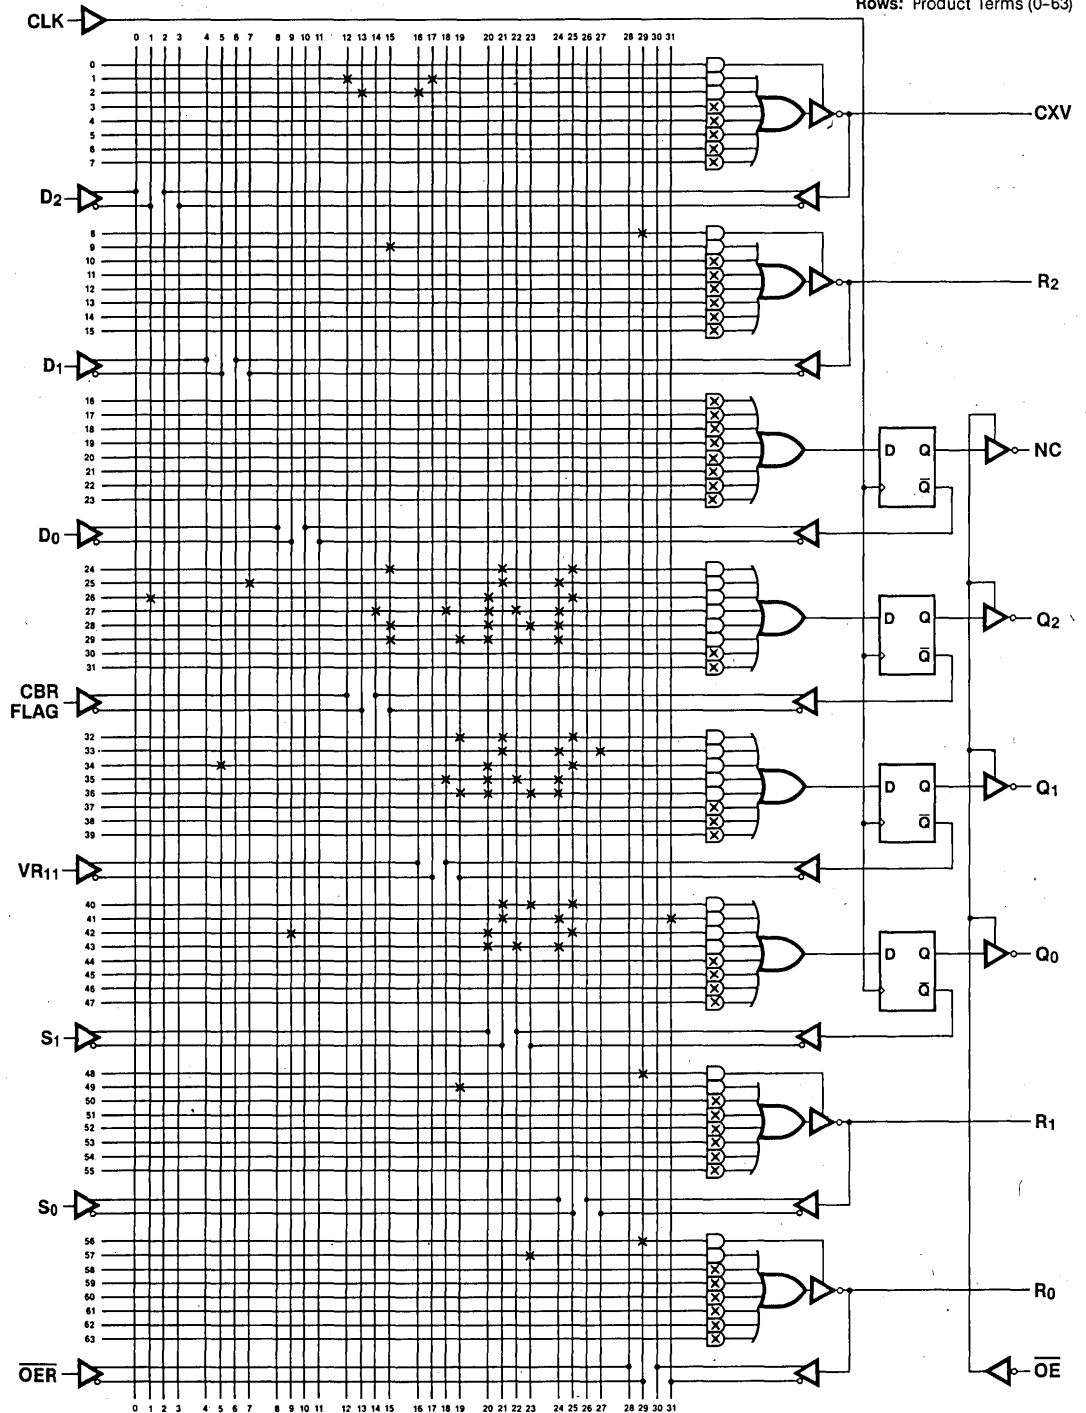 Rows: Product Terms (0–63)
CLK
0 1 2 3 4 5 6 7 8 9 10 11 12 13 14 15 16 17 18 19 20 21 22 23 24 25 26 27 28 29 30 31
0
1
2
3
4
5
6
7
CXV
D2
8
9
10
11
12
13
14
15
R2
D1
16
17
18
19
20
21
22
23
D Q
Q̅
NC
D0
24
25
26
27
28
29
30
31
D Q
Q̅
Q2
CBR
FLAG
32
33
34
35
36
37
38
39
D Q
Q̅
Q1
VR11
40
41
42
43
44
45
46
47
D Q
Q̅
Q0
S1
48
49
50
51
52
53
54
55
R1
S0
56
57
58
59
60
61
62
63
R0
O̅E̅R̅
O̅E̅
0 1 2 3 4 5 6 7 8 9 10 11 12 13 14 15 16 17 18 19 20 21 22 23 24 25 26 27 28 29 30 31